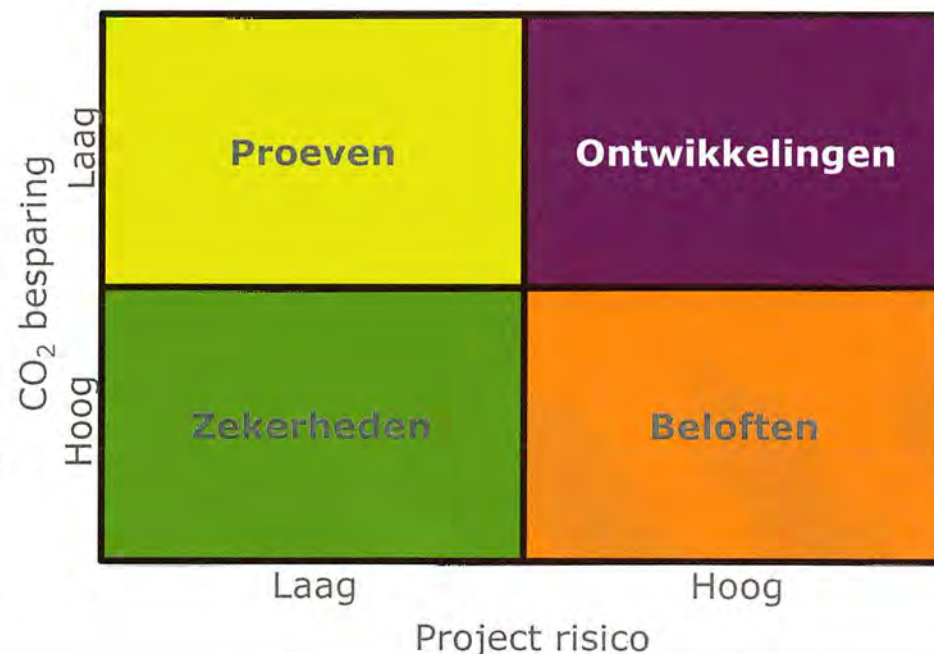 Proeven
Ontwikkelingen
Zekerheden
Beloften
CO₂ besparing
Laag
Hoog
Laag
Hoog
Project risico